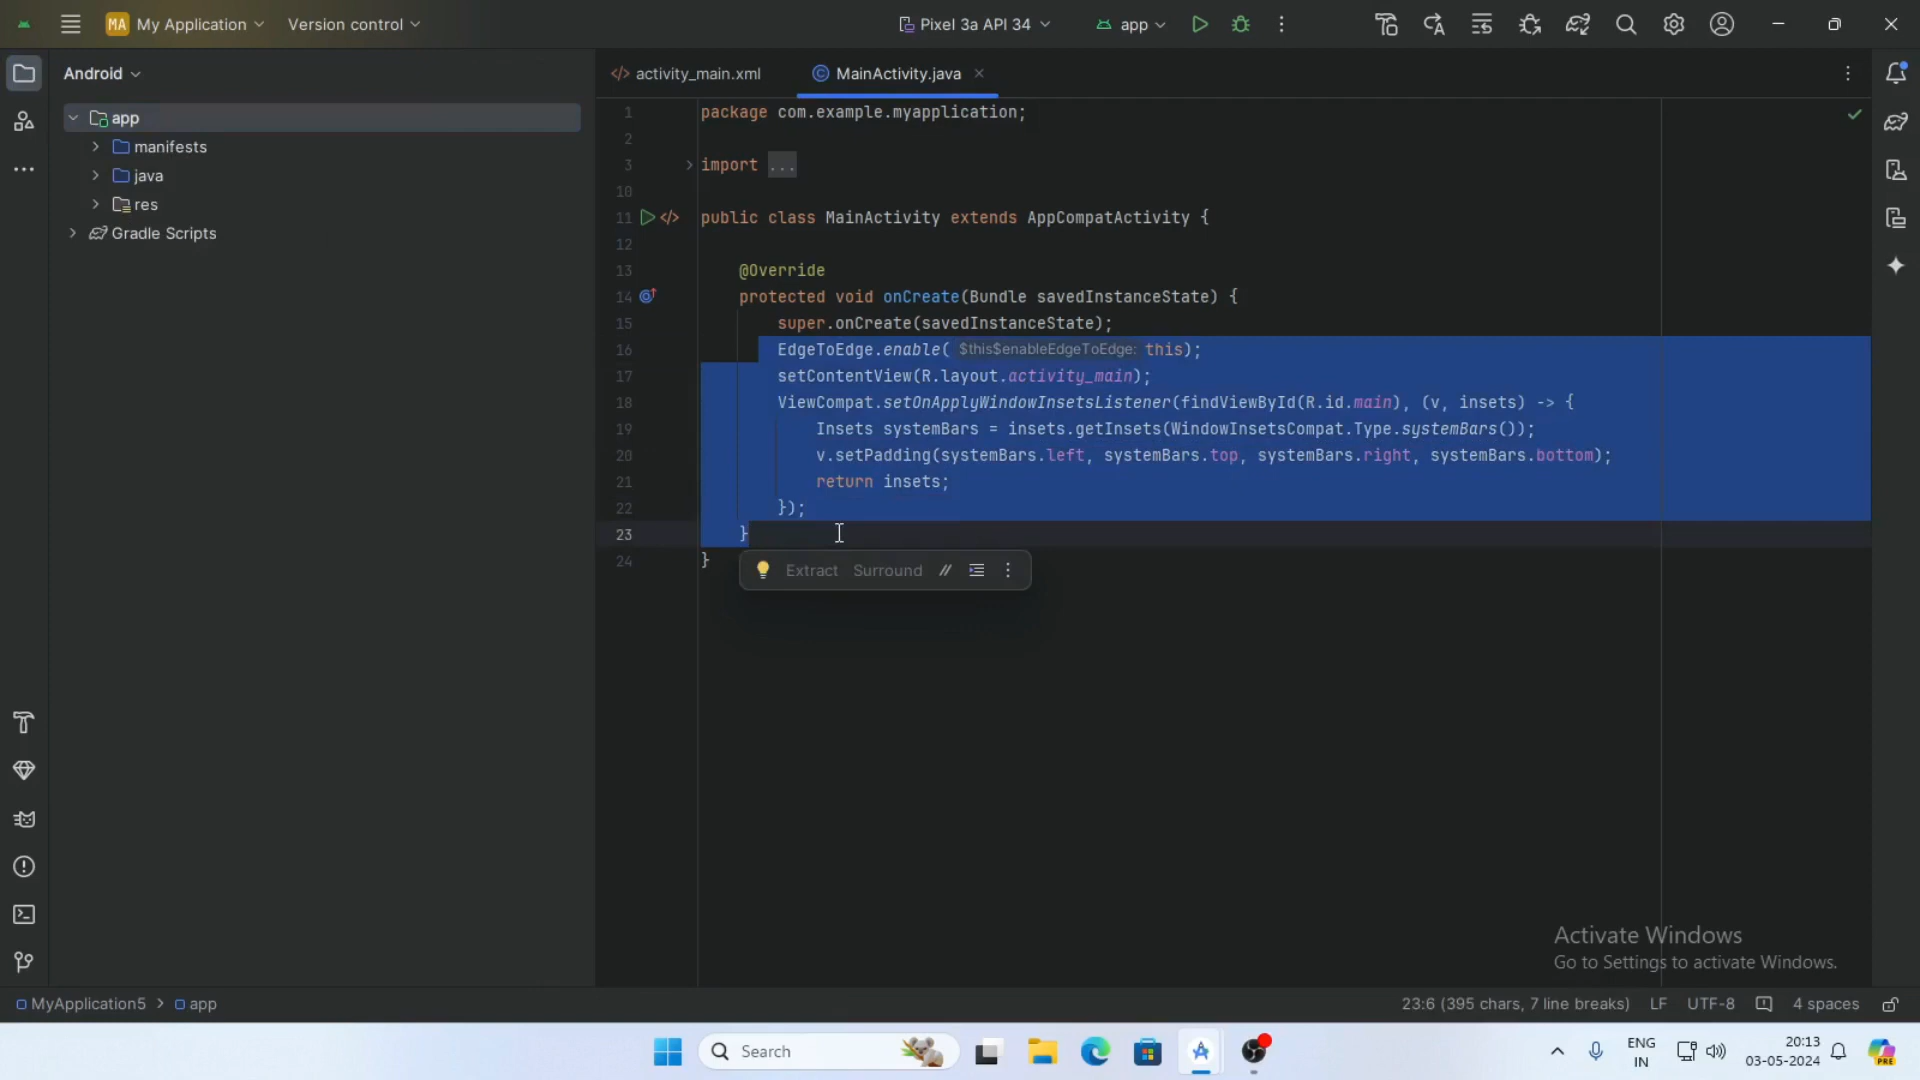 MA My Application Version control Pixel 3a API 34 app
Android
app
manifests
java
res
Gradle Scripts
activity_main.xml MainActivity.java
1 package com.example.myapplication;
2
3 import ...
10
11 public class MainActivity extends AppCompatActivity {
12
13 @Override
14 protected void onCreate(Bundle savedInstanceState) {
15 super.onCreate(savedInstanceState);
16 EdgeToEdge.enable( $this$enableEdgeToEdge: this);
17 setContentView(R.layout.activity_main);
18 ViewCompat.setOnApplyWindowInsetsListener(findViewById(R.id.main), (v, insets) -> {
19 Insets systemBars = insets.getInsets(WindowInsetsCompat.Type.systemBars());
20 v.setPadding(systemBars.left, systemBars.top, systemBars.right, systemBars.bottom);
21 return insets;
22 });
23 }
24 }
Extract Surround //
Activate Windows
Go to Settings to activate Windows.
MyApplication5 > app 23:6 (395 chars, 7 line breaks) LF UTF-8 4 spaces
Search
ENG
IN
20:13
03-05-2024
PRE